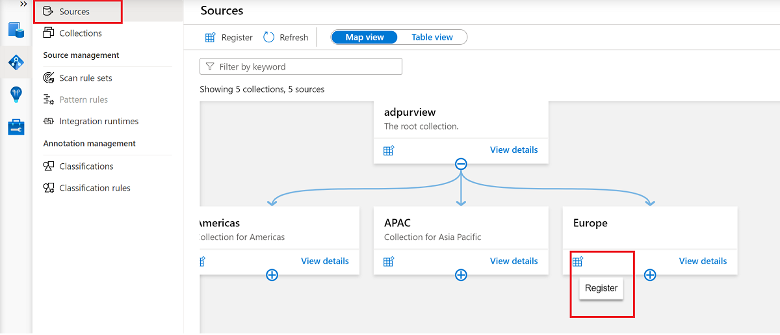 Sources
Collections
Source management
Scan rule sets
Pattern rules
Integration runtimes
Annotation management
Classifications
Classification rules
Sources
Register
Refresh
Map view
Table view
Filter by keyword
Showing 5 collections, 5 sources
adpurview
The root collection.
View details
Americas
Collection for Americas
View details
APAC
Collection for Asia Pacific
View details
Europe
View details
Register